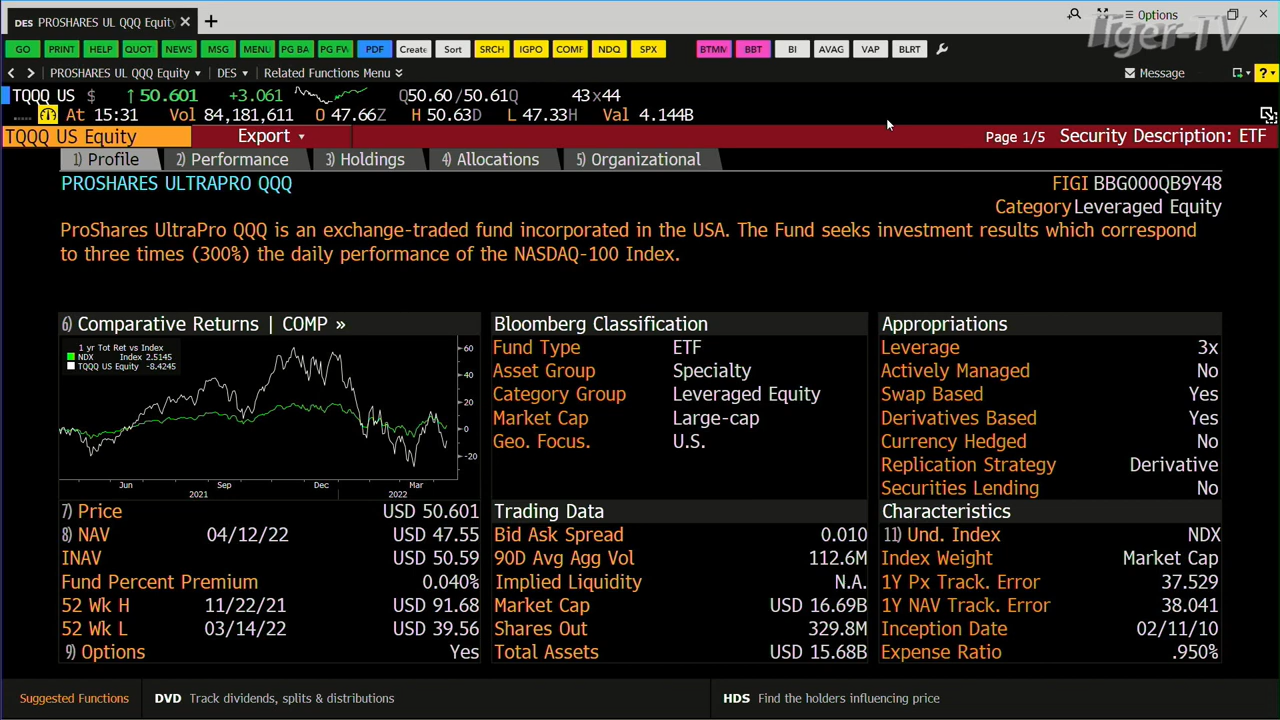 DES PROSHARES UL QQQ Equity × +
Options
Tiger-TV
GO PRINT HELP QUOT NEWS MSG MENU PG BA PG FW PDF Create Sort SRCH IGPO COMF NDQ SPX BTMM BBT BI AVAG VAP BLRT
< > PROSHARES UL QQQ Equity DES Related Functions Menu Message ?
TQQQ US $ ↑50.601 +3.061 Q50.60/50.61Q 43x44
At 15:31 Vol 84,181,611 O 47.66Z H 50.63D L 47.33H Val 4.144B
TQQQ US Equity Export Page 1/5 Security Description: ETF
1) Profile 2) Performance 3) Holdings 4) Allocations 5) Organizational
PROSHARES ULTRAPRO QQQ FIGI BBG000QB9Y48
Category Leveraged Equity
ProShares UltraPro QQQ is an exchange-traded fund incorporated in the USA. The Fund seeks investment results which correspond
to three times (300%) the daily performance of the NASDAQ-100 Index.
6) Comparative Returns | COMP »
1 yr Tot Ret vs Index
NDX Index 2.5145
TQQQ US Equity -8.4245
60
40
20
0
-20
Jun Sep Dec Mar
2021 2022
7) Price USD 50.601
8) NAV 04/12/22 USD 47.55
INAV USD 50.59
Fund Percent Premium 0.040%
52 Wk H 11/22/21 USD 91.68
52 Wk L 03/14/22 USD 39.56
9) Options Yes
Bloomberg Classification
Fund Type ETF
Asset Group Specialty
Category Group Leveraged Equity
Market Cap Large-cap
Geo. Focus. U.S.
Trading Data
Bid Ask Spread 0.010
90D Avg Agg Vol 112.6M
Implied Liquidity N.A.
Market Cap USD 16.69B
Shares Out 329.8M
Total Assets USD 15.68B
Appropriations
Leverage 3x
Actively Managed No
Swap Based Yes
Derivatives Based Yes
Currency Hedged No
Replication Strategy Derivative
Securities Lending No
Characteristics
11) Und. Index NDX
Index Weight Market Cap
1Y Px Track. Error 37.529
1Y NAV Track. Error 38.041
Inception Date 02/11/10
Expense Ratio .950%
Suggested Functions DVD Track dividends, splits & distributions HDS Find the holders influencing price